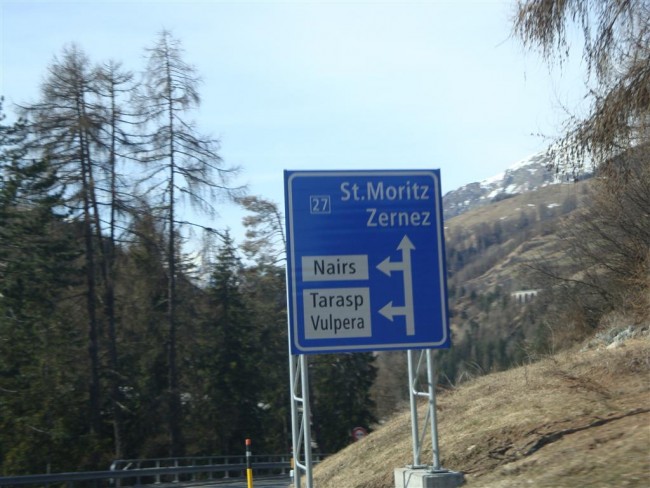 St.Moritz
27
Zernez
Nairs
Tarasp
Vulpera